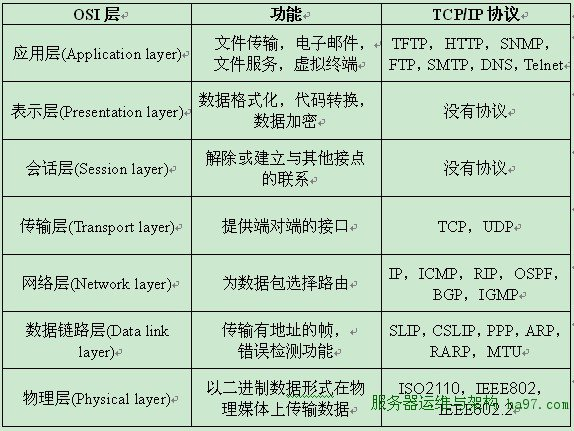 OSI 层 功能 TCP/IP 协议
应用层(Application layer) 文件传输，电子邮件，文件服务，虚拟终端 TFTP，HTTP，SNMP，FTP，SMTP，DNS，Telnet
表示层(Presentation layer) 数据格式化，代码转换，数据加密 没有协议
会话层(Session layer) 解除或建立与其他接点的联系 没有协议
传输层(Transport layer) 提供端对端的接口 TCP，UDP
网络层(Network layer) 为数据包选择路由 IP，ICMP，RIP，OSPF，BGP，IGMP
数据链路层(Data link layer) 传输有地址的帧，错误检测功能 SLIP，CSLIP，PPP，ARP，RARP，MTU
物理层(Physical layer) 以二进制数据形式在物理媒体上传输数据 ISO2110，IEEE802，IEEE802.2
服务器运维与架构 ha97.com